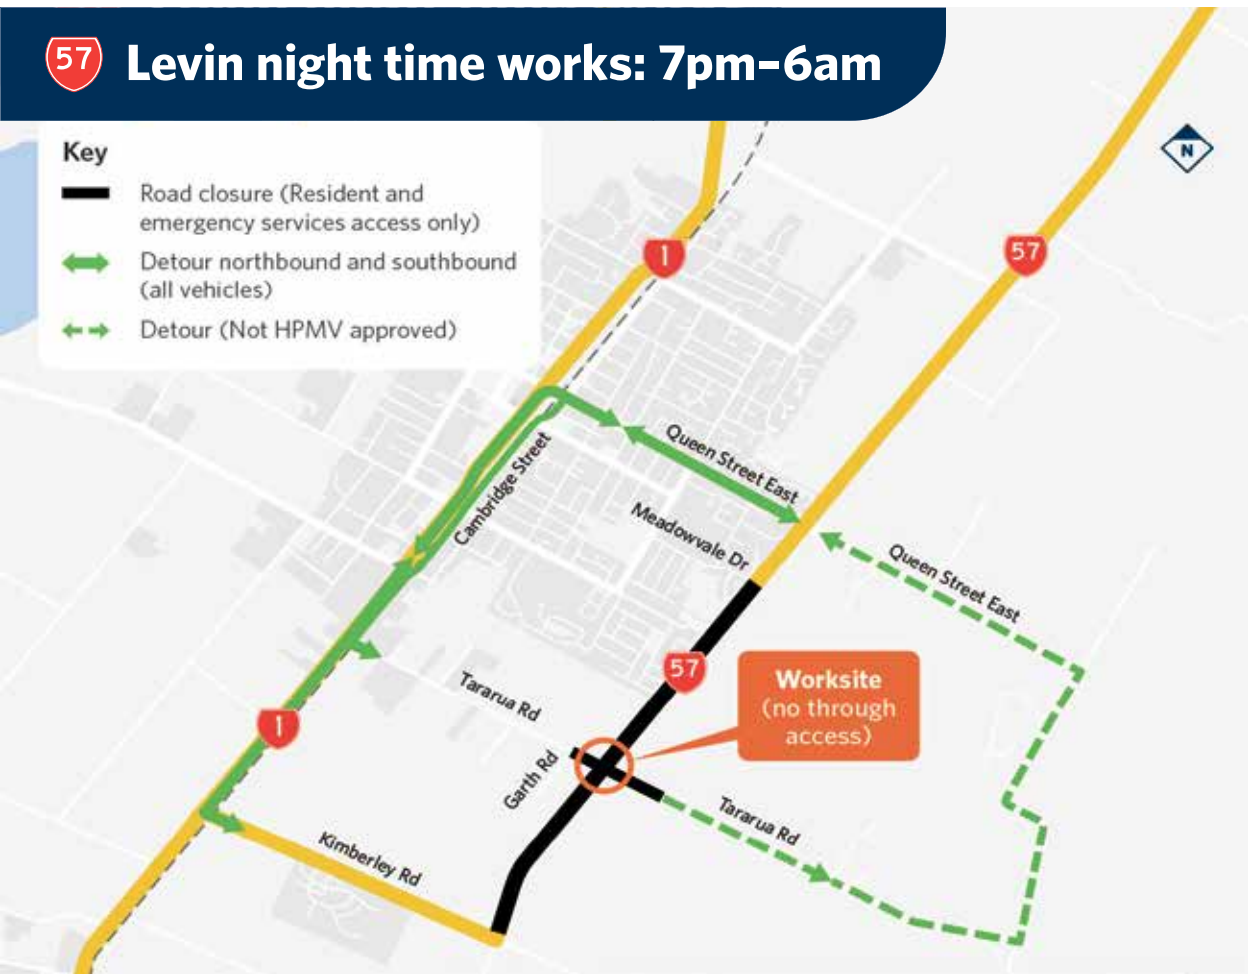 57 Levin night time works: 7pm–6am
Key
Road closure (Resident and
emergency services access only)
Detour northbound and southbound
(all vehicles)
Detour (Not HPMV approved)
N
1
57
Queen Street East
Cambridge Street
Meadowvale Dr
Queen Street East
57
Worksite
(no through
access)
Tararua Rd
1
Garth Rd
Tararua Rd
Kimberley Rd